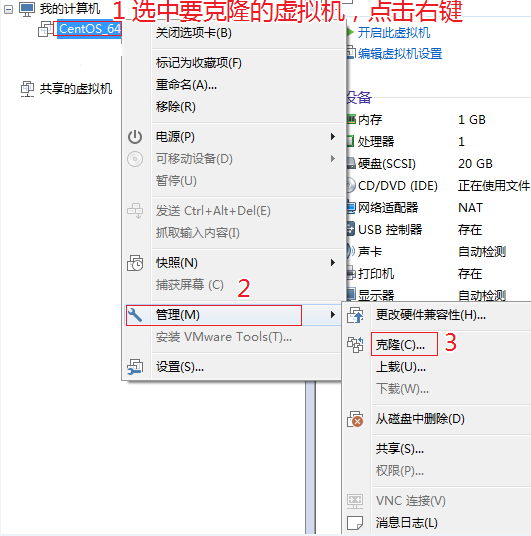 1 选中要克隆的虚拟机，点击右键
我的计算机
CentOS_64
共享的虚拟机
关闭选项卡(B)
标记为收藏项(F)
重命名(A)...
移除(R)
电源(P)
可移动设备(D)
暂停(U)
发送 Ctrl+Alt+Del(E)
抓取输入内容(I)
快照(N)
捕获屏幕 (C)
2
管理(M)
安装 VMware Tools(T)...
设置(S)...
开启此虚拟机
编辑虚拟机设置
设备
内存 1 GB
处理器 1
硬盘(SCSI) 20 GB
CD/DVD (IDE) 正在使用文件
网络适配器 NAT
USB 控制器 存在
声卡 自动检测
打印机 存在
显示器 自动检测
更改硬件兼容性(H)...
克隆(C)... 3
上载(U)...
下载(W)...
从磁盘中删除(D)
共享(S)...
权限(P)...
VNC 连接(V)
消息日志(L)